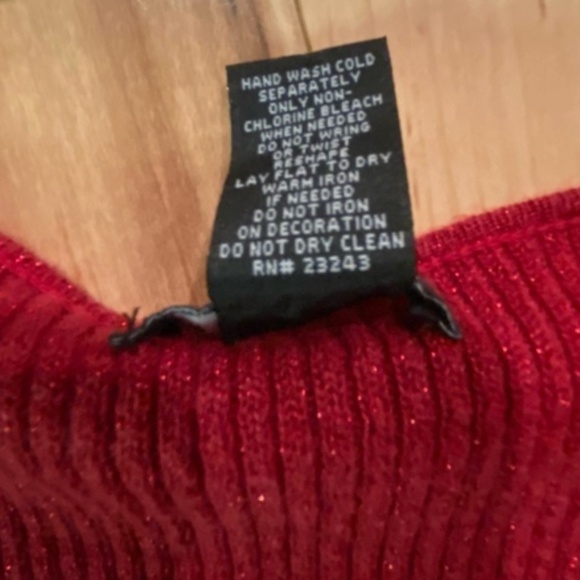 HAND WASH COLD
SEPARATELY
ONLY NON-
CHLORINE BLEACH
WHEN NEEDED
DO NOT WRING
OR TWIST
RESHAPE
LAY FLAT TO DRY
WARM IRON
IF NEEDED
DO NOT IRON
ON DECORATION
DO NOT DRY CLEAN
RN# 23243